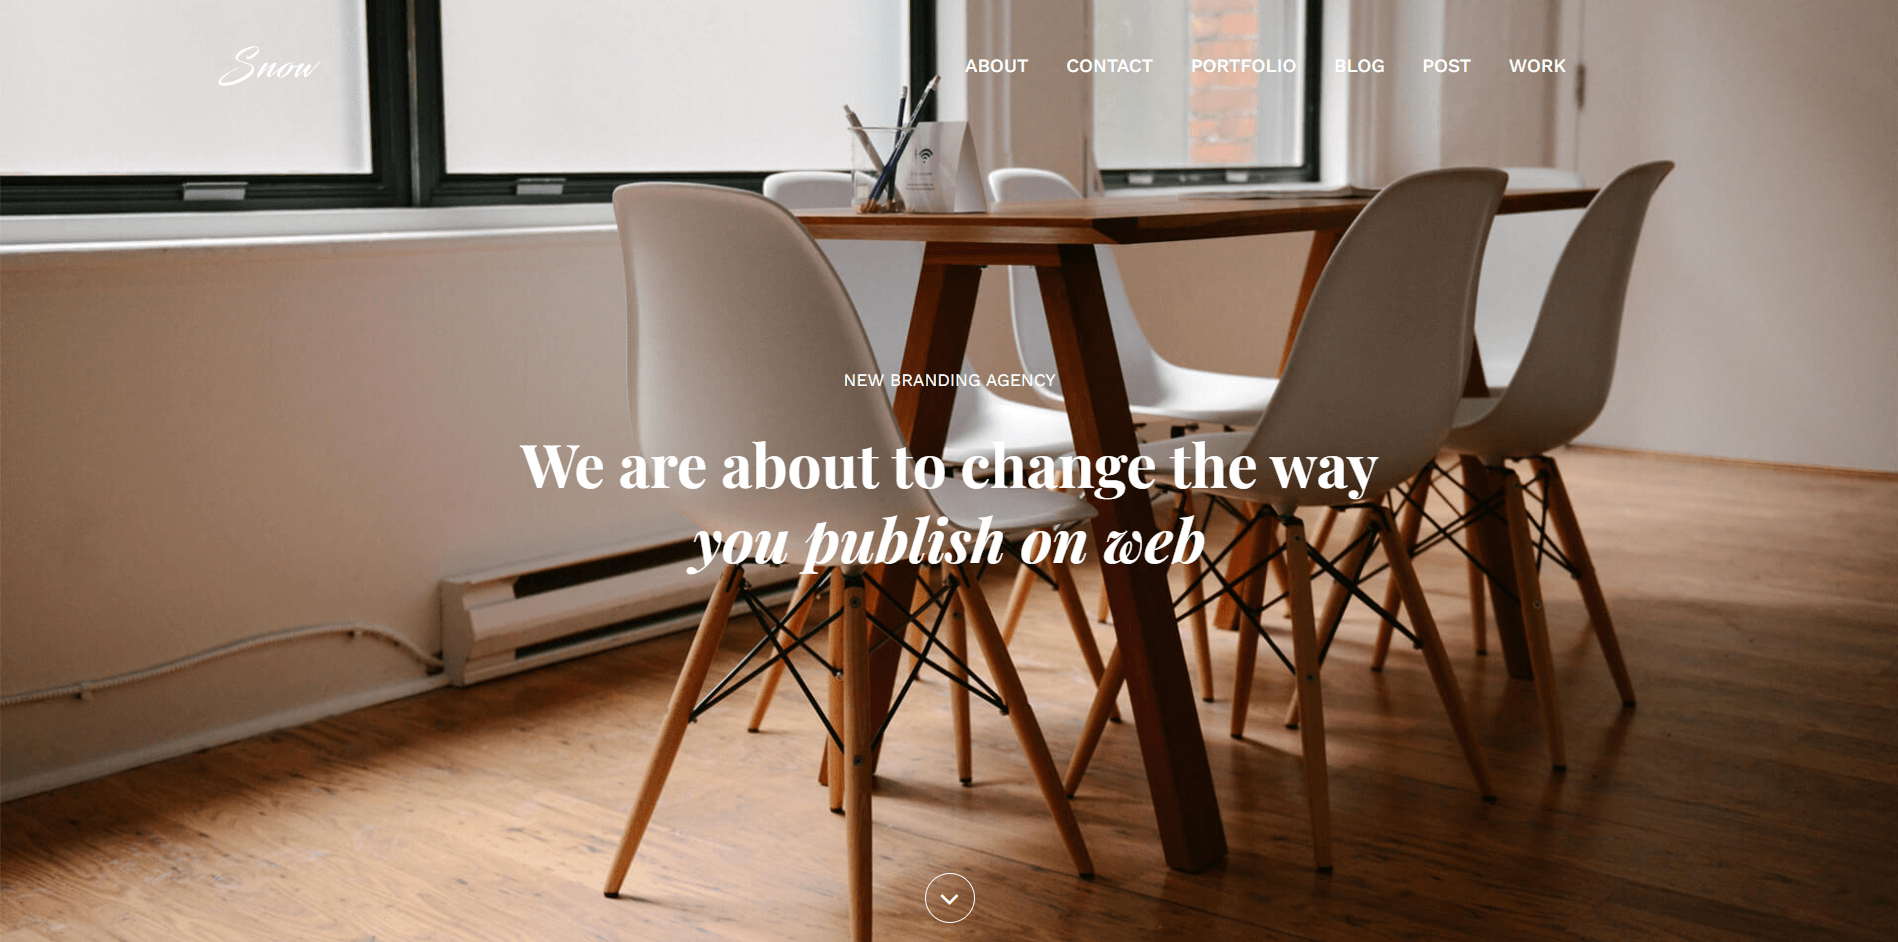 Snow
ABOUT CONTACT PORTFOLIO BLOG POST WORK
NEW BRANDING AGENCY
We are about to change the way
you publish on web